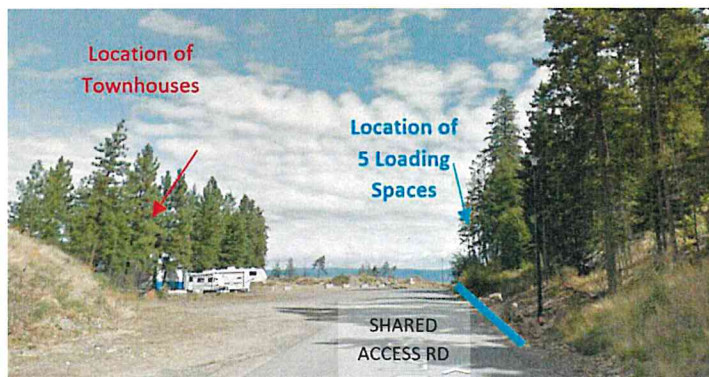 Location of
Townhouses
Location of
5 Loading
Spaces
SHARED
ACCESS RD